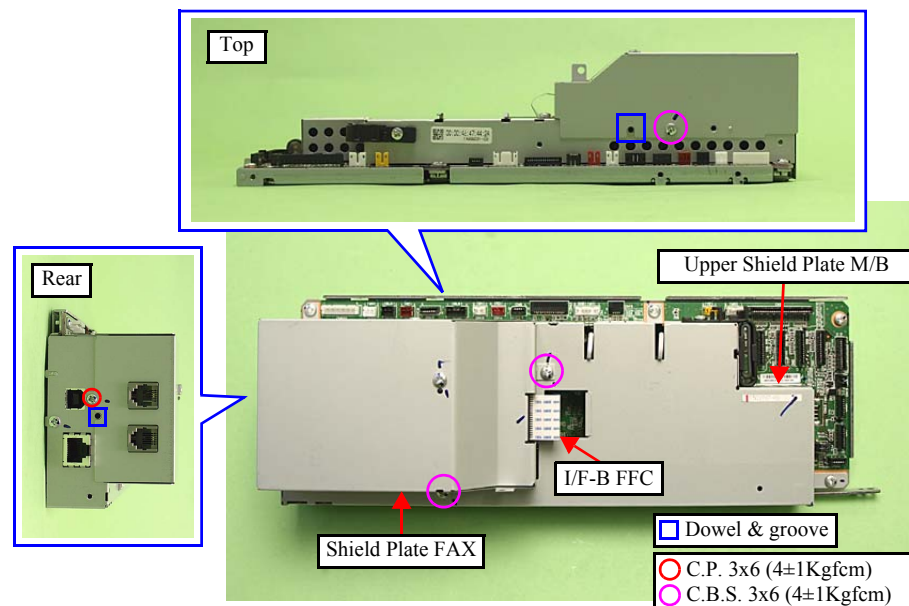 Top
Rear
Upper Shield Plate M/B
I/F-B FFC
Shield Plate FAX
Dowel & groove
C.P. 3x6 (4±1Kgfcm)
C.B.S. 3x6 (4±1Kgfcm)